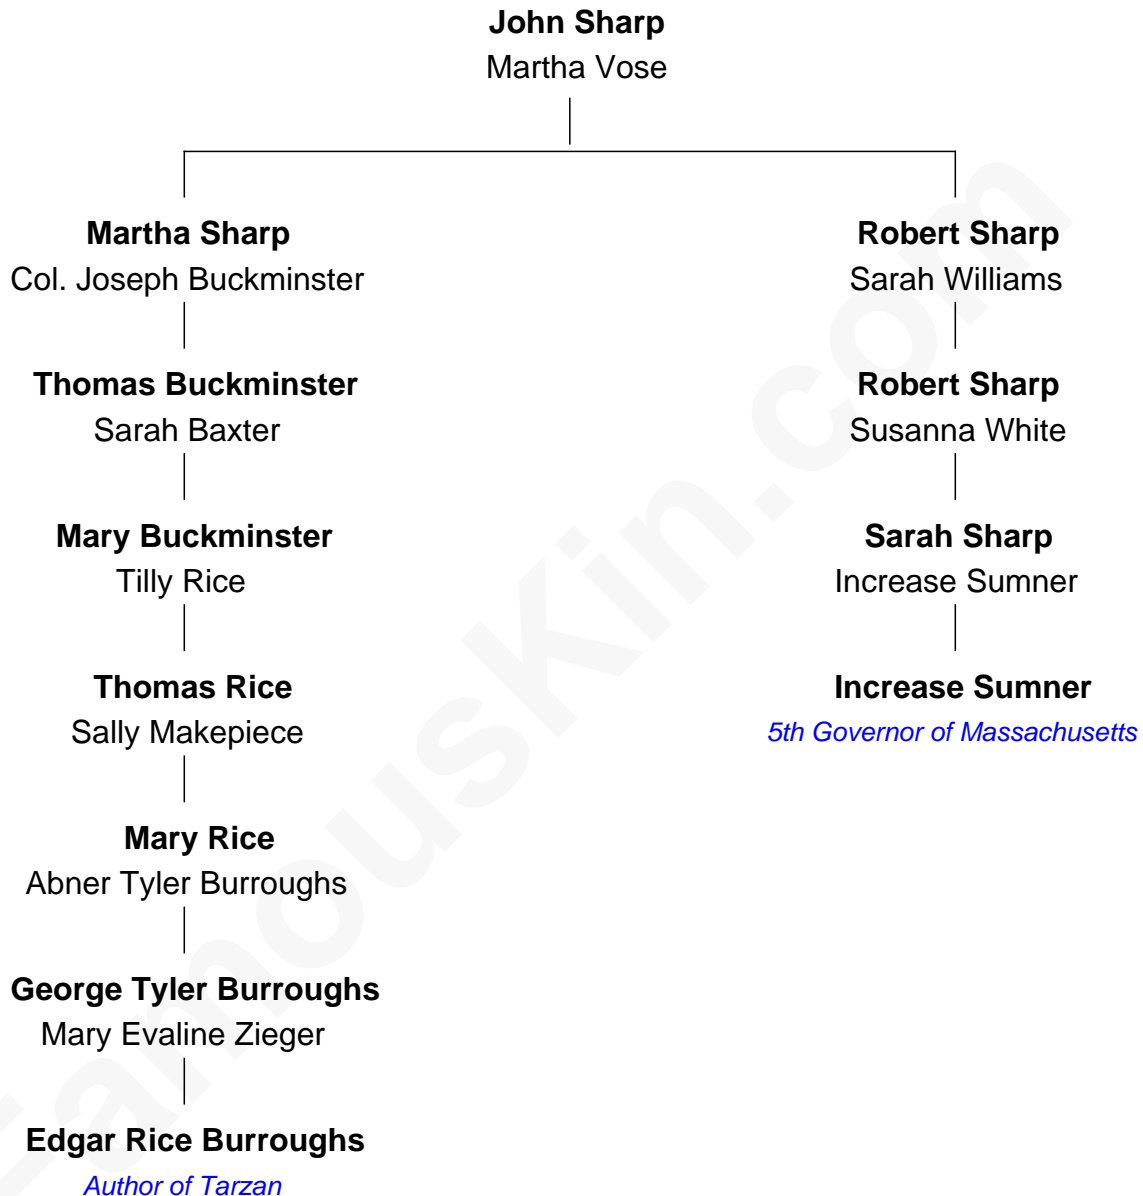 John Sharp
Martha Vose
Martha Sharp
Col. Joseph Buckminster
Robert Sharp
Sarah Williams
Thomas Buckminster
Sarah Baxter
Robert Sharp
Susanna White
Mary Buckminster
Tilly Rice
Sarah Sharp
Increase Sumner
Thomas Rice
Sally Makepiece
Increase Sumner
5th Governor of Massachusetts
Mary Rice
Abner Tyler Burroughs
George Tyler Burroughs
Mary Evaline Zieger
Edgar Rice Burroughs
Author of Tarzan
FamousKin.com